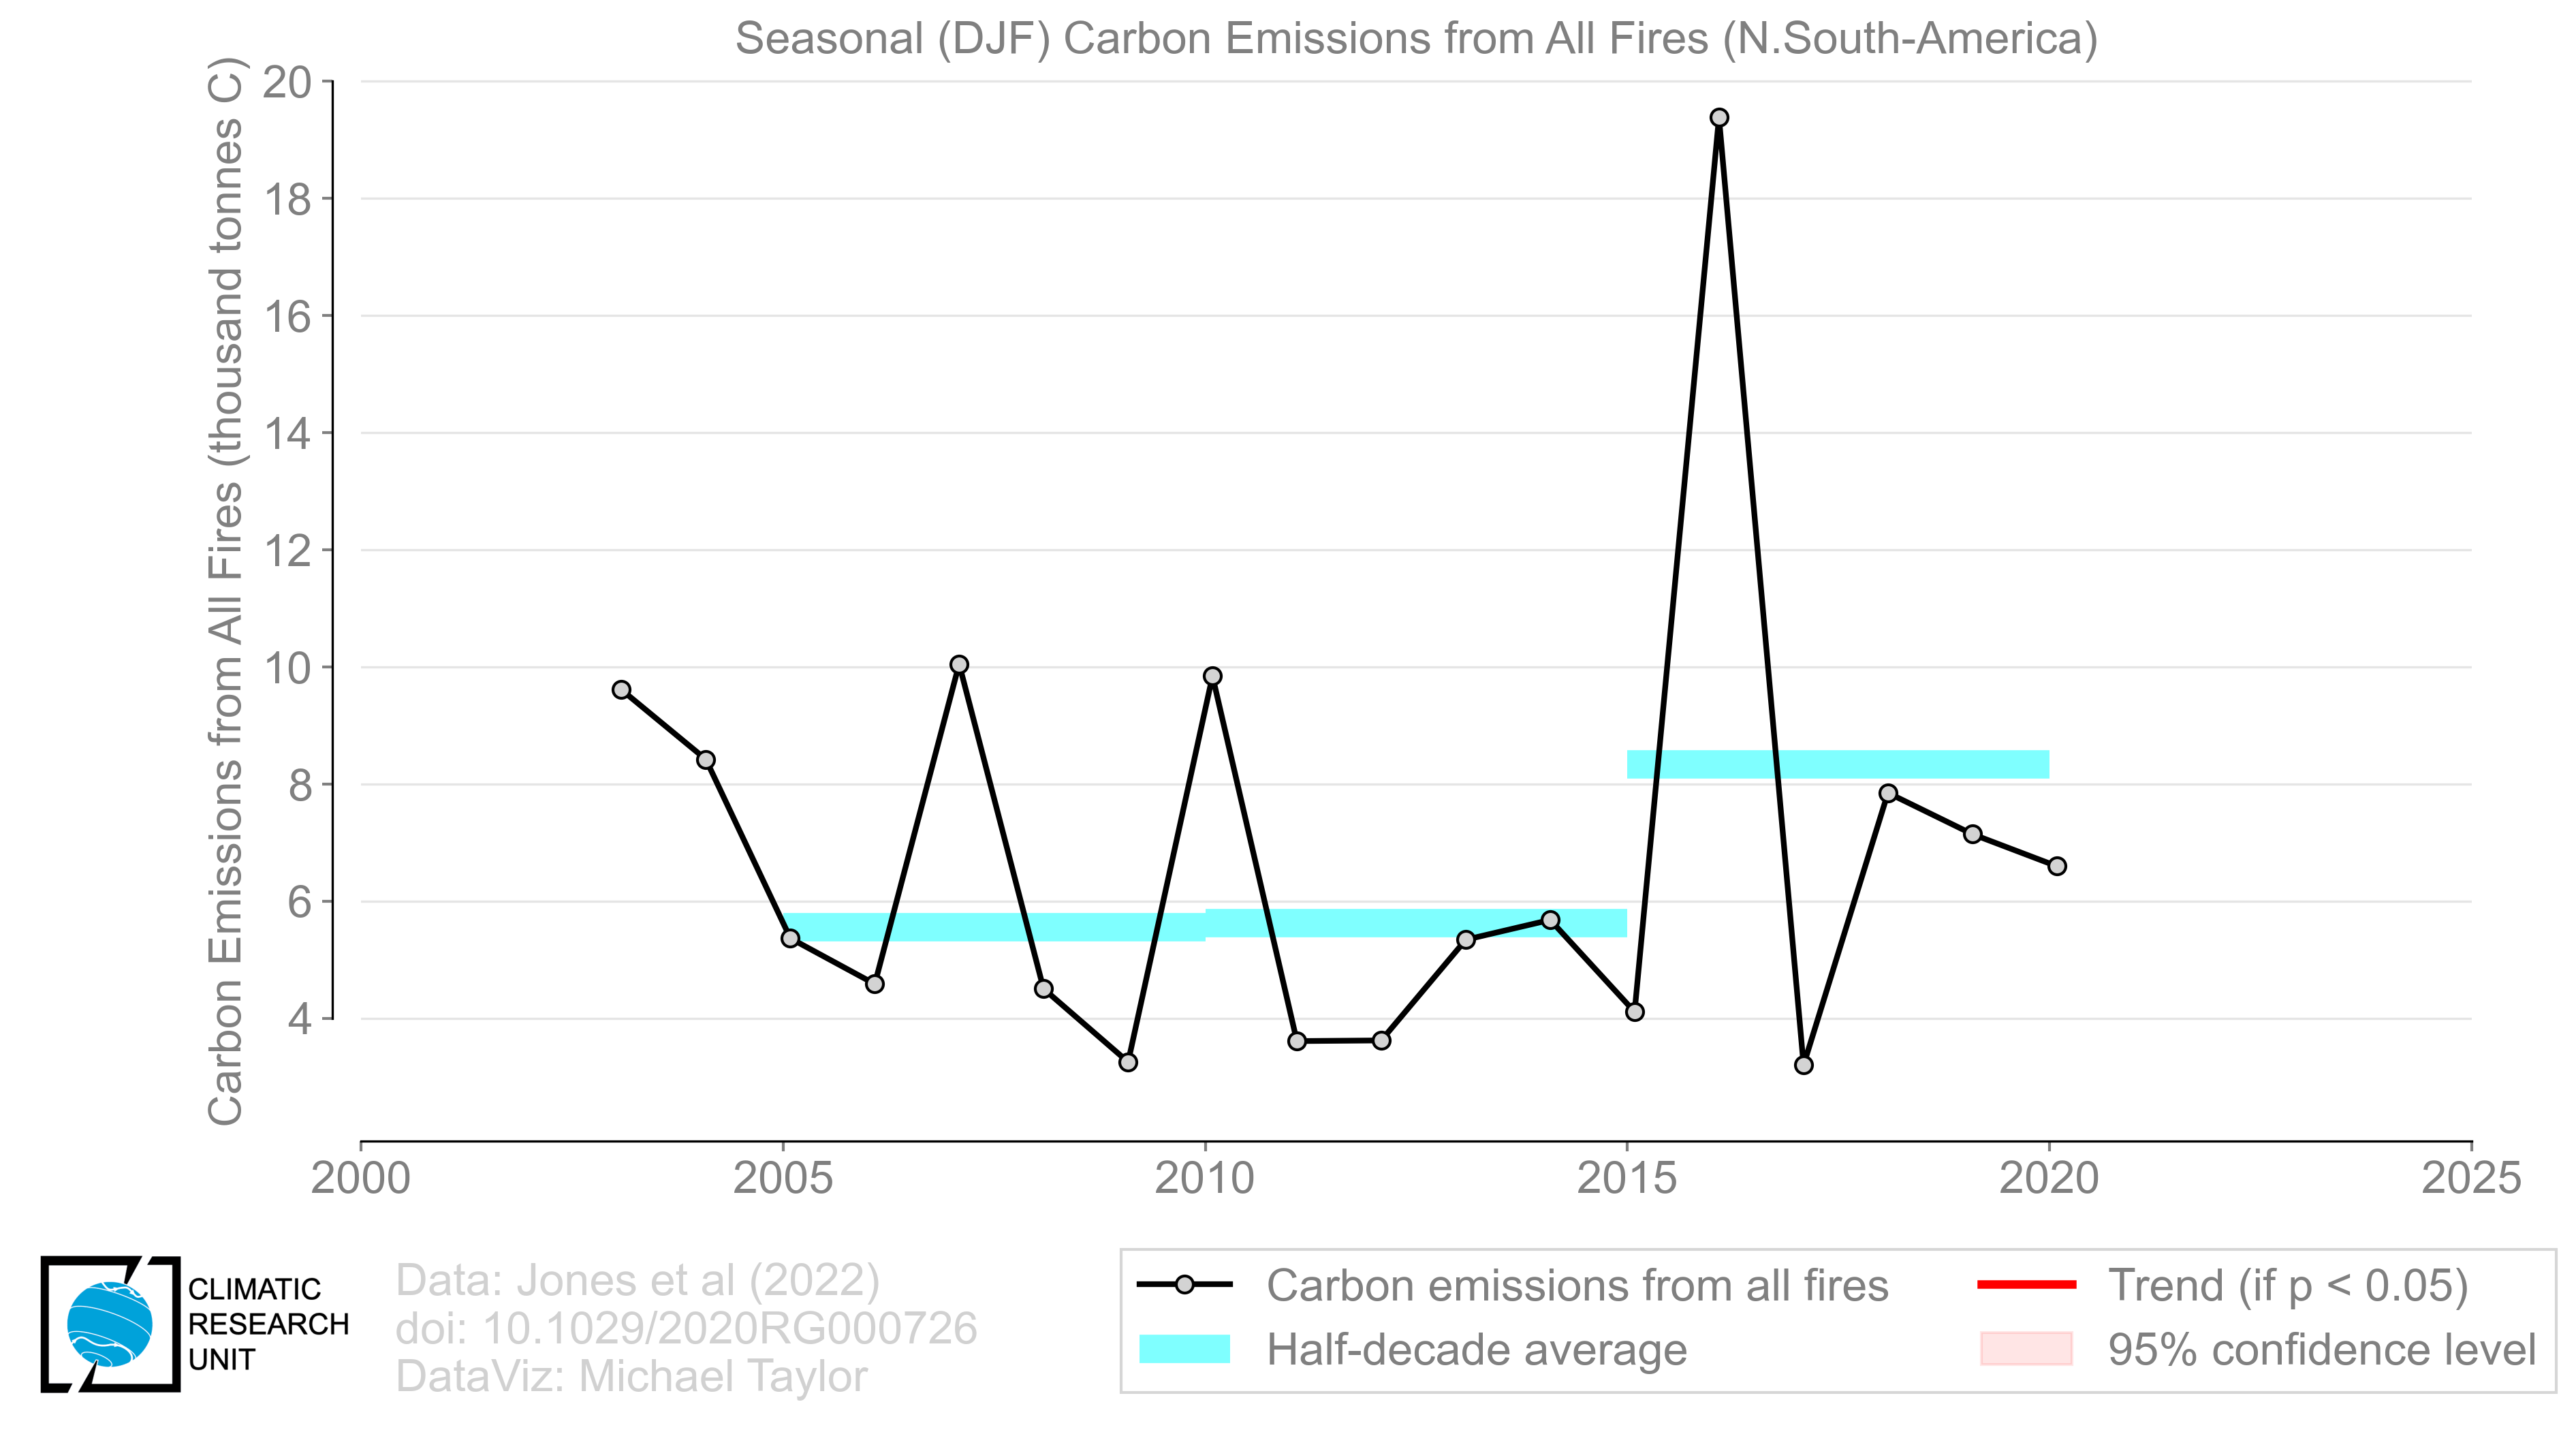 Seasonal (DJF) Carbon Emissions from All Fires (N.South-America)
Carbon Emissions from All Fires (thousand tonnes C)
20
18
16
14
12
10
8
6
4
2000 2005 2010 2015 2020 2025
CLIMATIC
RESEARCH
UNIT
Data: Jones et al (2022)
doi: 10.1029/2020RG000726
DataViz: Michael Taylor
Carbon emissions from all fires
Half-decade average
Trend (if p < 0.05)
95% confidence level